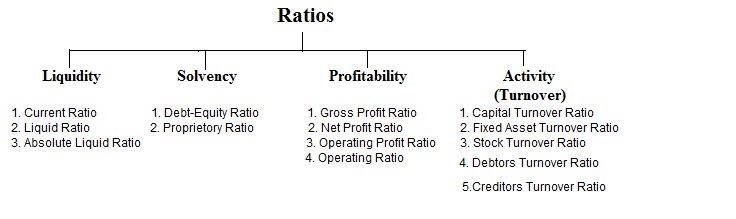 Ratios
Liquidity
1. Current Ratio
2. Liquid Ratio
3. Absolute Liquid Ratio
Solvency
1. Debt-Equity Ratio
2. Proprietory Ratio
Profitability
1. Gross Profit Ratio
2. Net Profit Ratio
3. Operating Profit Ratio
4. Operating Ratio
Activity
(Turnover)
1. Capital Turnover Ratio
2. Fixed Asset Turnover Ratio
3. Stock Turnover Ratio
4. Debtors Turnover Ratio
5.Creditors Turnover Ratio